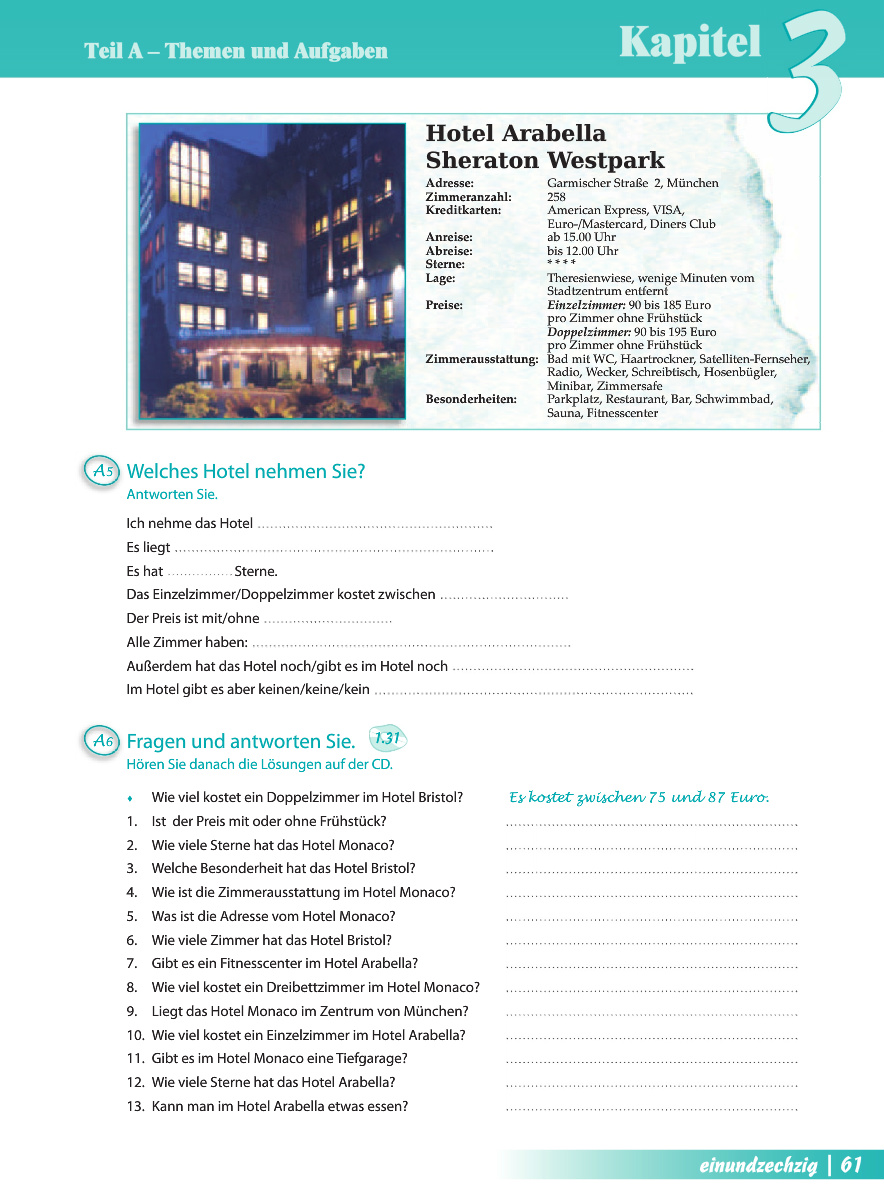 Teil A – Themen und Aufgaben
Kapitel 3
Hotel Arabella
Sheraton Westpark
Adresse: Garmischer Straße 2, München
Zimmeranzahl: 258
Kreditkarten: American Express, VISA,
Euro-/Mastercard, Diners Club
Anreise: ab 15.00 Uhr
Abreise: bis 12.00 Uhr
Sterne: * * * *
Lage: Theresienwiese, wenige Minuten vom
Stadtzentrum entfernt
Preise: Einzelzimmer: 90 bis 185 Euro
pro Zimmer ohne Frühstück
Doppelzimmer: 90 bis 195 Euro
pro Zimmer ohne Frühstück
Zimmerausstattung: Bad mit WC, Haartrockner, Satelliten-Fernseher,
Radio, Wecker, Schreibtisch, Hosenbügler,
Minibar, Zimmersafe
Besonderheiten: Parkplatz, Restaurant, Bar, Schwimmbad,
Sauna, Fitnesscenter
A5 Welches Hotel nehmen Sie?
Antworten Sie.
Ich nehme das Hotel ............
Es liegt ............
Es hat ............ Sterne.
Das Einzelzimmer/Doppelzimmer kostet zwischen ............
Der Preis ist mit/ohne ............
Alle Zimmer haben: ............
Außerdem hat das Hotel noch/gibt es im Hotel noch ............
Im Hotel gibt es aber keinen/keine/kein ............
A6 Fragen und antworten Sie. 1.31
Hören Sie danach die Lösungen auf der CD.
♦ Wie viel kostet ein Doppelzimmer im Hotel Bristol? Es kostet zwischen 75 und 87 Euro.
1. Ist der Preis mit oder ohne Frühstück? ............
2. Wie viele Sterne hat das Hotel Monaco? ............
3. Welche Besonderheit hat das Hotel Bristol? ............
4. Wie ist die Zimmerausstattung im Hotel Monaco? ............
5. Was ist die Adresse vom Hotel Monaco? ............
6. Wie viele Zimmer hat das Hotel Bristol? ............
7. Gibt es ein Fitnesscenter im Hotel Arabella? ............
8. Wie viel kostet ein Dreibettzimmer im Hotel Monaco? ............
9. Liegt das Hotel Monaco im Zentrum von München? ............
10. Wie viel kostet ein Einzelzimmer im Hotel Arabella? ............
11. Gibt es im Hotel Monaco eine Tiefgarage? ............
12. Wie viele Sterne hat das Hotel Arabella? ............
13. Kann man im Hotel Arabella etwas essen? ............
einundzechzig | 61